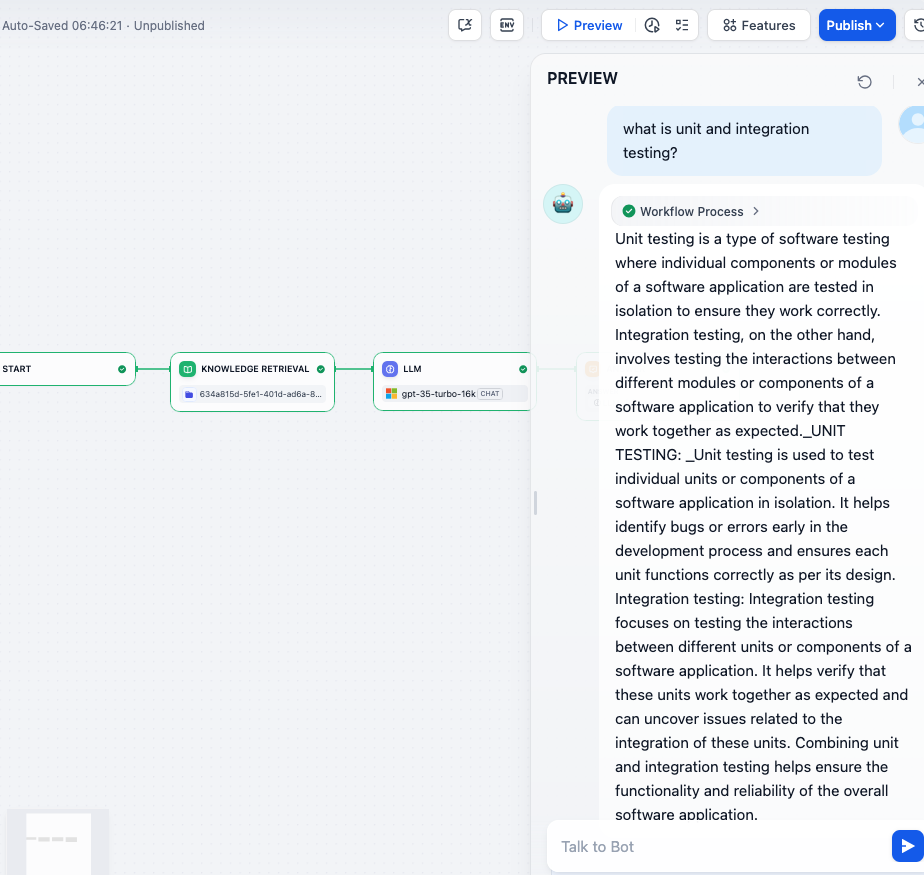 Auto-Saved 06:46:21 · Unpublished
ENV
Preview
Features
Publish
PREVIEW
what is unit and integration
testing?
Workflow Process
Unit testing is a type of software testing
where individual components or modules
of a software application are tested in
isolation to ensure they work correctly.
Integration testing, on the other hand,
involves testing the interactions between
different modules or components of a
software application to verify that they
work together as expected._UNIT
TESTING: _Unit testing is used to test
individual units or components of a
software application in isolation. It helps
identify bugs or errors early in the
development process and ensures each
unit functions correctly as per its design.
Integration testing: Integration testing
focuses on testing the interactions
between different units or components of a
software application. It helps verify that
these units work together as expected and
can uncover issues related to the
integration of these units. Combining unit
and integration testing helps ensure the
functionality and reliability of the overall
software application.
Talk to Bot
START
KNOWLEDGE RETRIEVAL
634a815d-5fe1-401d-ad6a-8...
LLM
gpt-35-turbo-16k CHAT